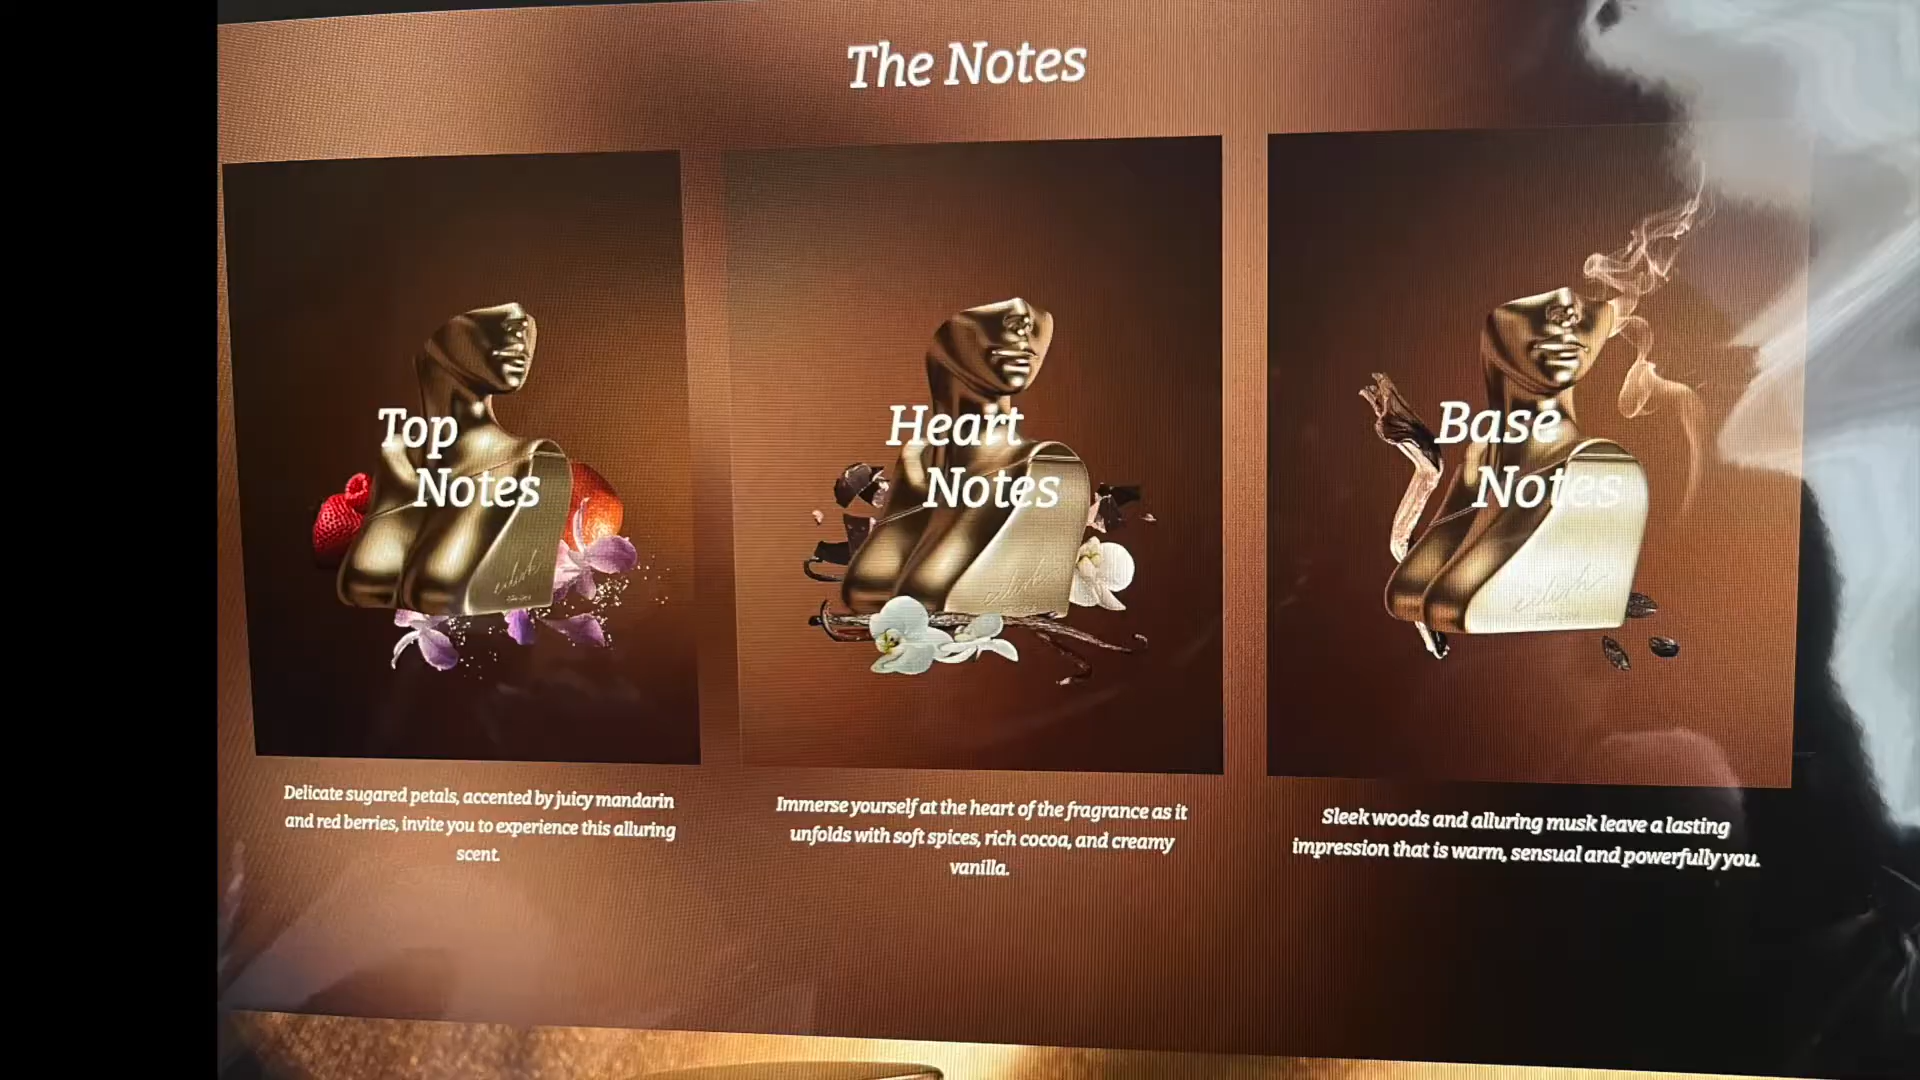 The Notes
Top
Notes
eilish
Delicate sugared petals, accented by juicy mandarin
and red berries, invite you to experience this alluring
scent.
Heart
Notes
eilish
Immerse yourself at the heart of the fragrance as it
unfolds with soft spices, rich cocoa, and creamy
vanilla.
Base
Notes
eilish
Sleek woods and alluring musk leave a lasting
impression that is warm, sensual and powerfully you.